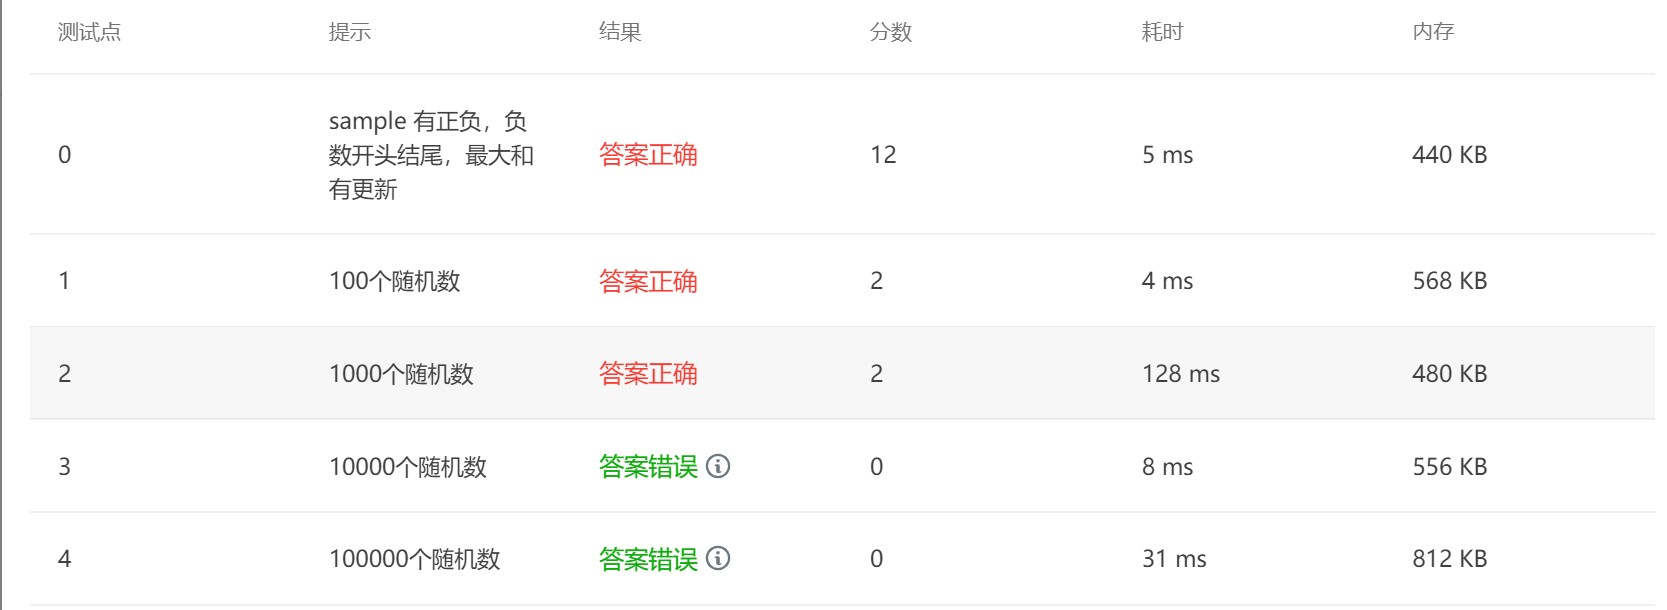 测试点 提示 结果 分数 耗时 内存
sample 有正负，负
0 数开头结尾，最大和 答案正确 12 5 ms 440 KB
有更新
1 100个随机数 答案正确 2 4 ms 568 KB
2 1000个随机数 答案正确 2 128 ms 480 KB
3 10000个随机数 答案错误 0 8 ms 556 KB
4 100000个随机数 答案错误 0 31 ms 812 KB